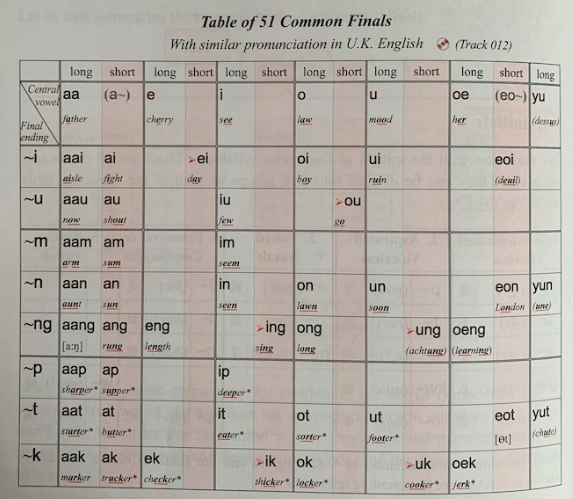 Table of 51 Common Finals
With similar pronunciation in U.K. English (Track 012)
long short long short long short long short long short long short long
Central vowel aa (a~) e i o u oe (eo~) yu
Final ending father cherry see law mood her (dessus)
~i aai ai ➢ei oi ui eoi
aisle fight day boy ruin (deuil)
~u aau au iu ➢ou
now shout few go
~m aam am im
arm sum seem
~n aan an in on un eon yun
aunt sun seen lawn soon London (une)
~ng aang ang eng ➢ing ong ➢ung oeng
[a:ŋ] rung length sing long (achtung) (learning)
~p aap ap ip
sharper* supper* deeper*
~t aat at it ot ut eot yut
starter* butter* eater* sorter* footer* [ɵt] (chute)
~k aak ak ek ➢ik ok ➢uk oek
marker trucker* checker* thicker* locker* cooker* jerk*